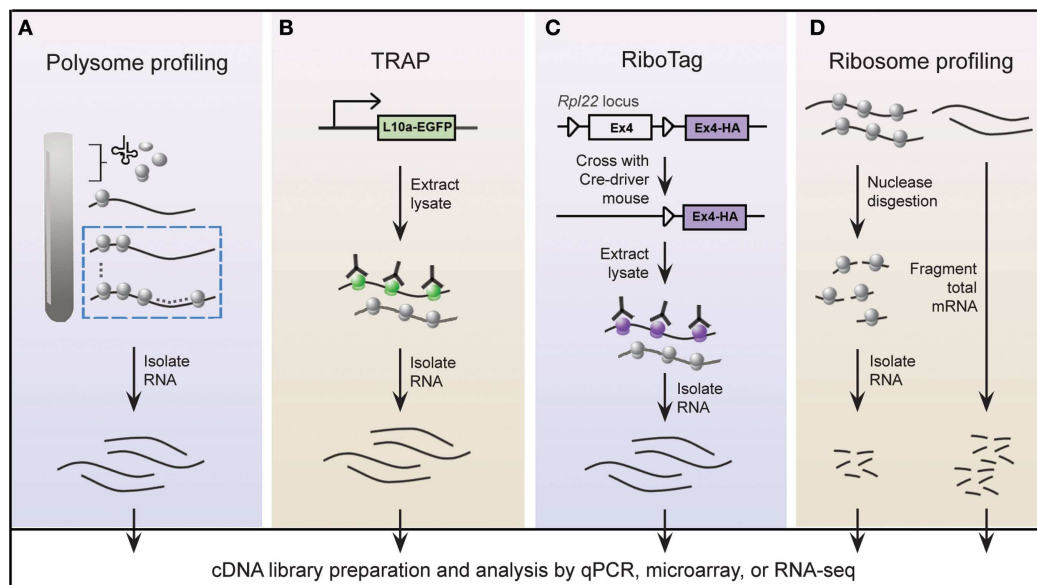 A
Polysome profiling
Isolate
RNA
B
TRAP
L10a-EGFP
Extract
lysate
Isolate
RNA
C
RiboTag
Rpl22 locus
Ex4
Ex4-HA
Cross with
Cre-driver
mouse
Ex4-HA
Extract
lysate
Isolate
RNA
D
Ribosome profiling
Nuclease
disgestion
Fragment
total
mRNA
Isolate
RNA
cDNA library preparation and analysis by qPCR, microarray, or RNA-seq